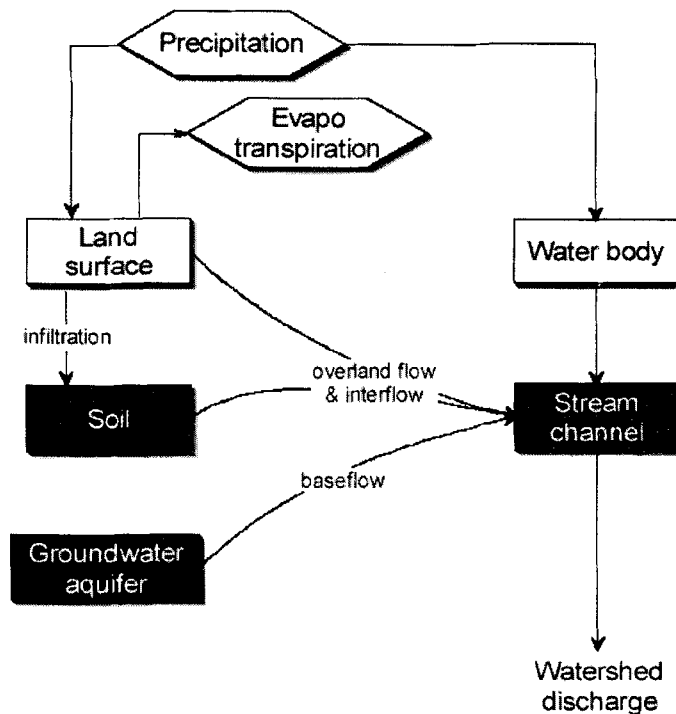 Precipitation
Evapo
transpiration
Land
surface
Water body
infiltration
overland flow
& interflow
Soil
Stream
channel
baseflow
Groundwater
aquifer
Watershed
discharge